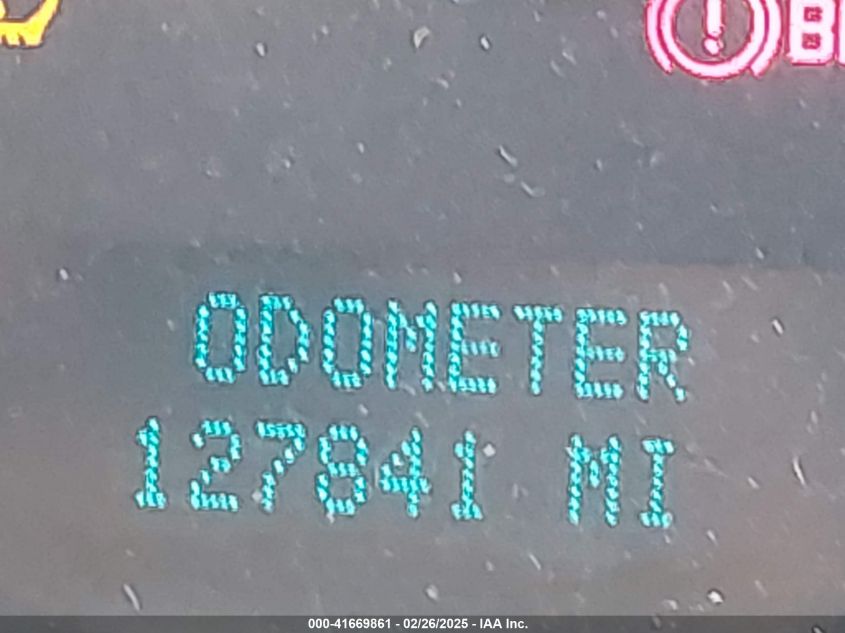 ODOMETER
127841 MI
000-41669861 - 02/26/2025 - IAA Inc.